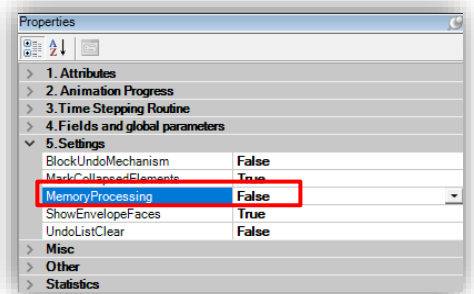 Properties
1. Attributes
2. Animation Progress
3.Time Stepping Routine
4.Fields and global parameters
5.Settings
BlockUndoMechanism False
MarkCollapsedElements True
MemoryProcessing False
ShowEnvelopeFaces True
UndoListClear False
Misc
Other
Statistics